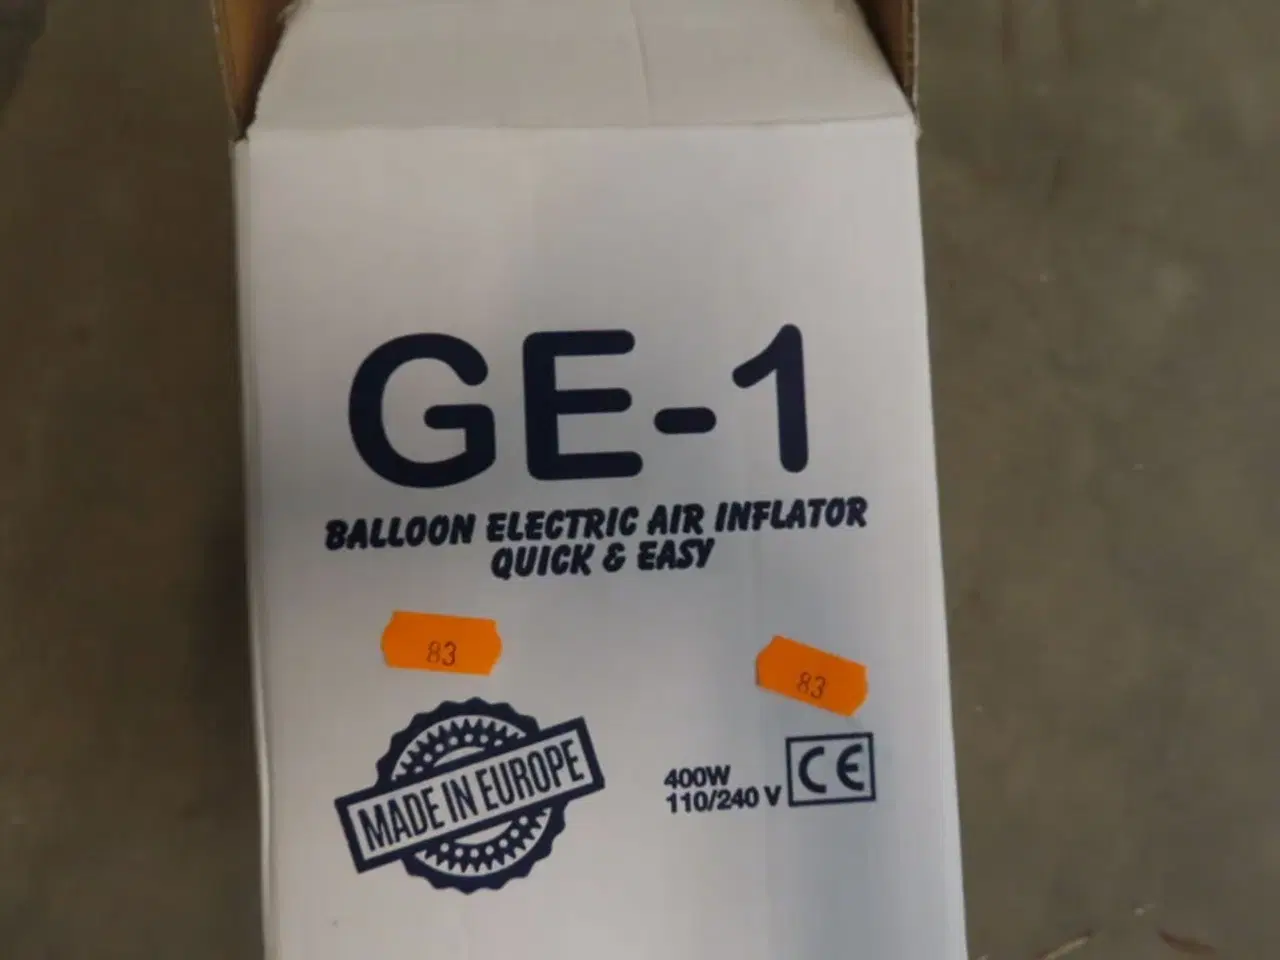 GE-1
BALLOON ELECTRIC AIR INFLATOR
QUICK & EASY
83
83
MADE IN EUROPE
400W
110/240 V
CE